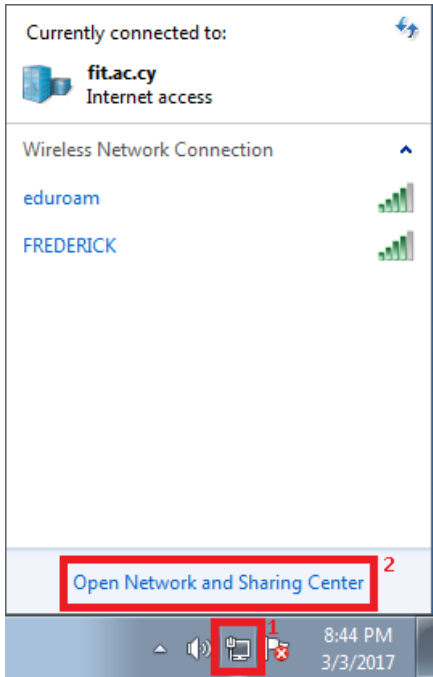 Currently connected to:
fit.ac.cy
Internet access
Wireless Network Connection
eduroam
FREDERICK
Open Network and Sharing Center
2
1
8:44 PM
3/3/2017